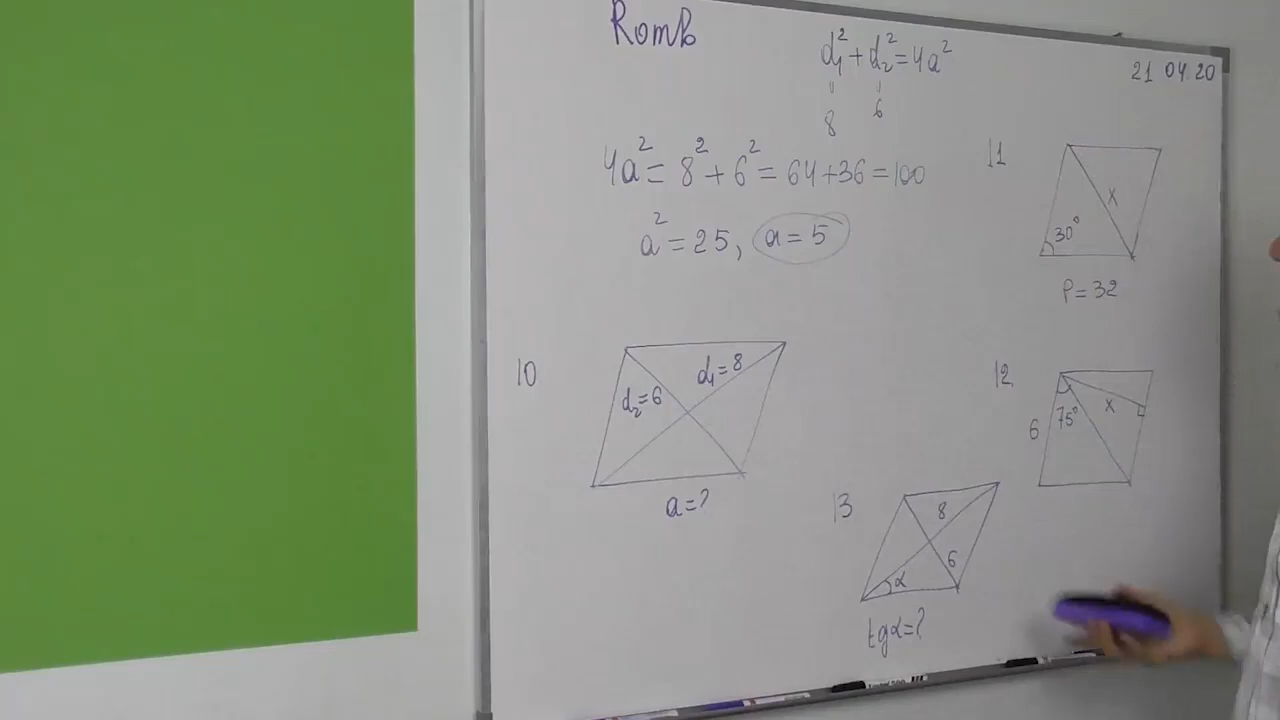 Romb
d₁² + d₂² = 4a²
8 6
21 04 20
4a² = 8² + 6² = 64 + 36 = 100
a² = 25, a = 5
10
d₂ = 6
d₁ = 8
a = ?
11
x
30°
P = 32
12
6
75°
x
13
8
6
α
tgα = ?